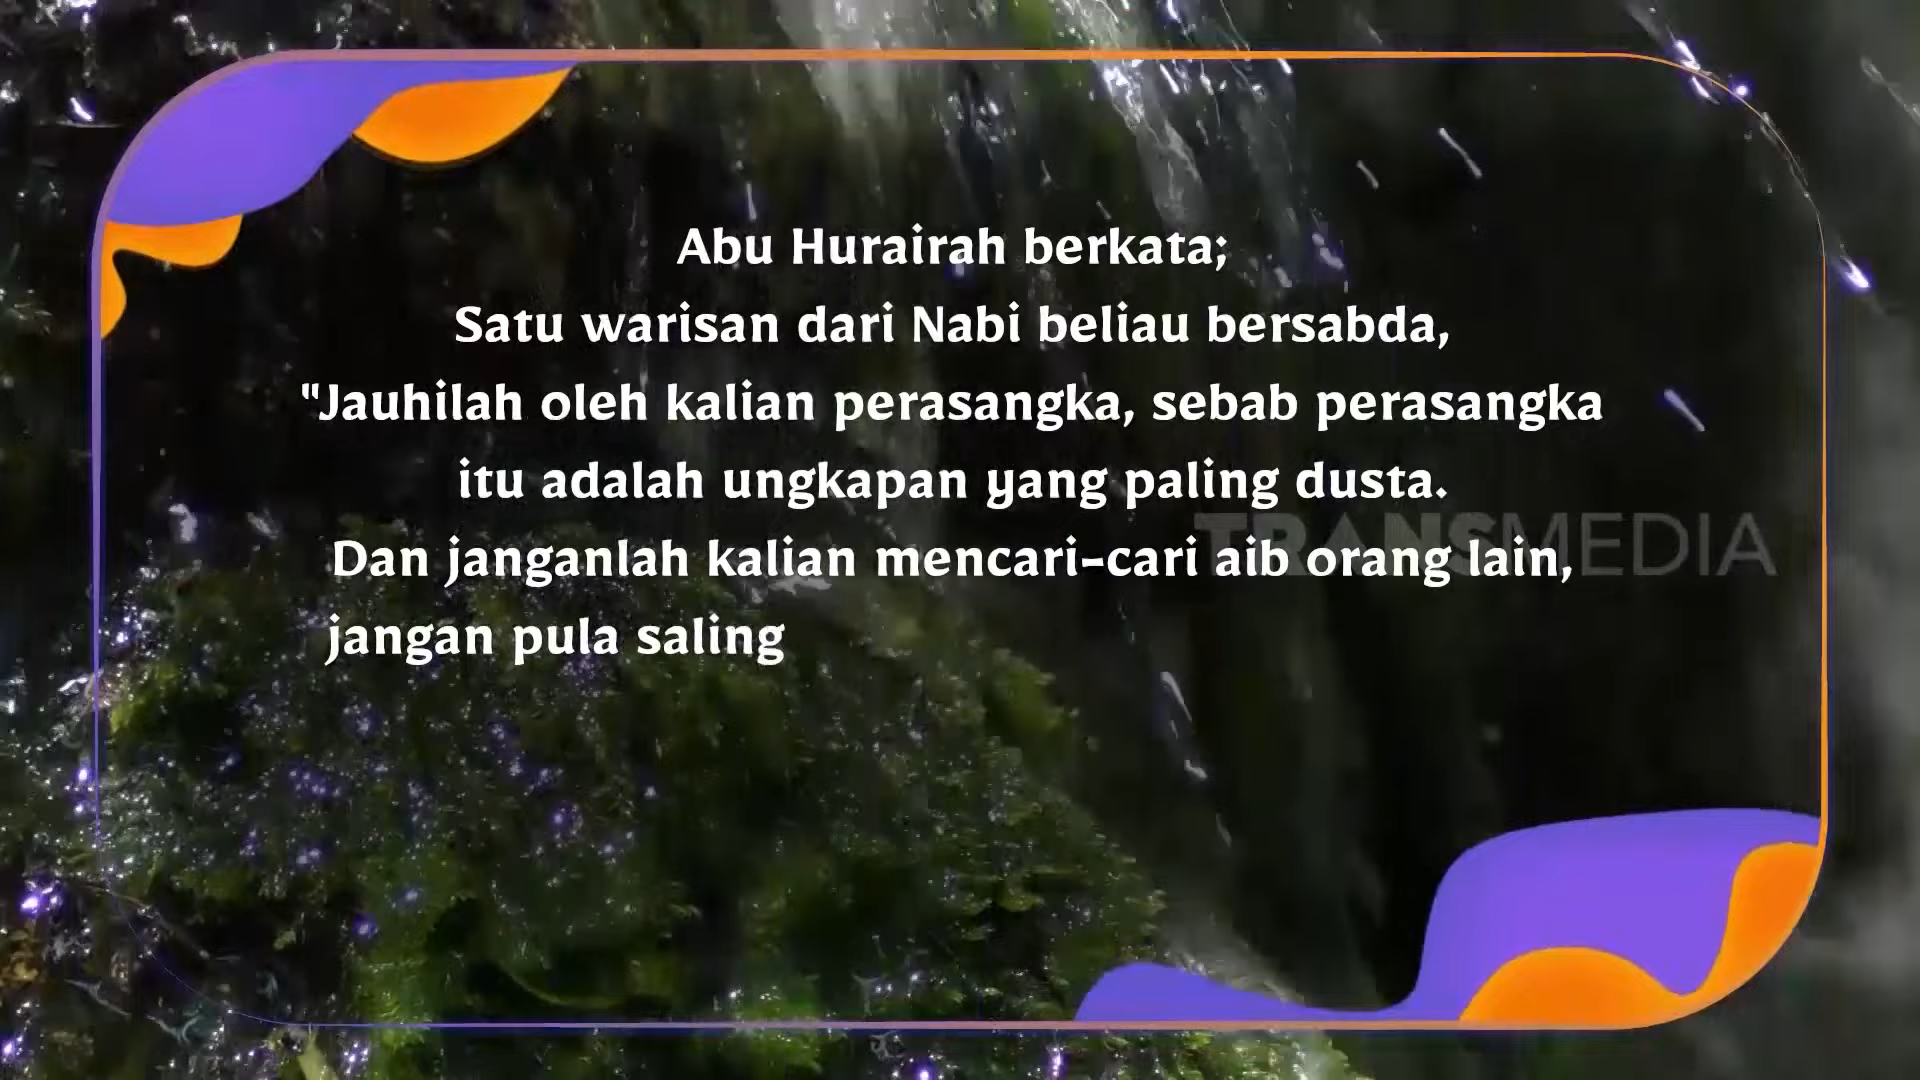 Abu Hurairah berkata;
Satu warisan dari Nabi beliau bersabda,
"Jauhilah oleh kalian perasangka, sebab perasangka
itu adalah ungkapan yang paling dusta.
TRANSMEDIA
Dan janganlah kalian mencari-cari aib orang lain,
jangan pula saling